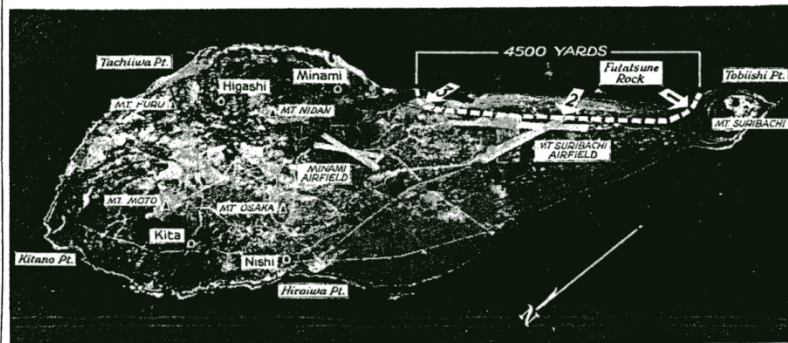 4500 YARDS
Tachiiwa Pt.
Minami
Futatsune
Rock
Tobiishi Pt.
Higashi
MT. FURU
MT NIDAN
3
2
1
MT. SURIBACHI
MINAMI
AIRFIELD
MT SURIBACHI
AIRFIELD
MT. MOTO
MT OSAKA
Kita
Kitano Pt.
Nishi
Hiraiwa Pt.
N